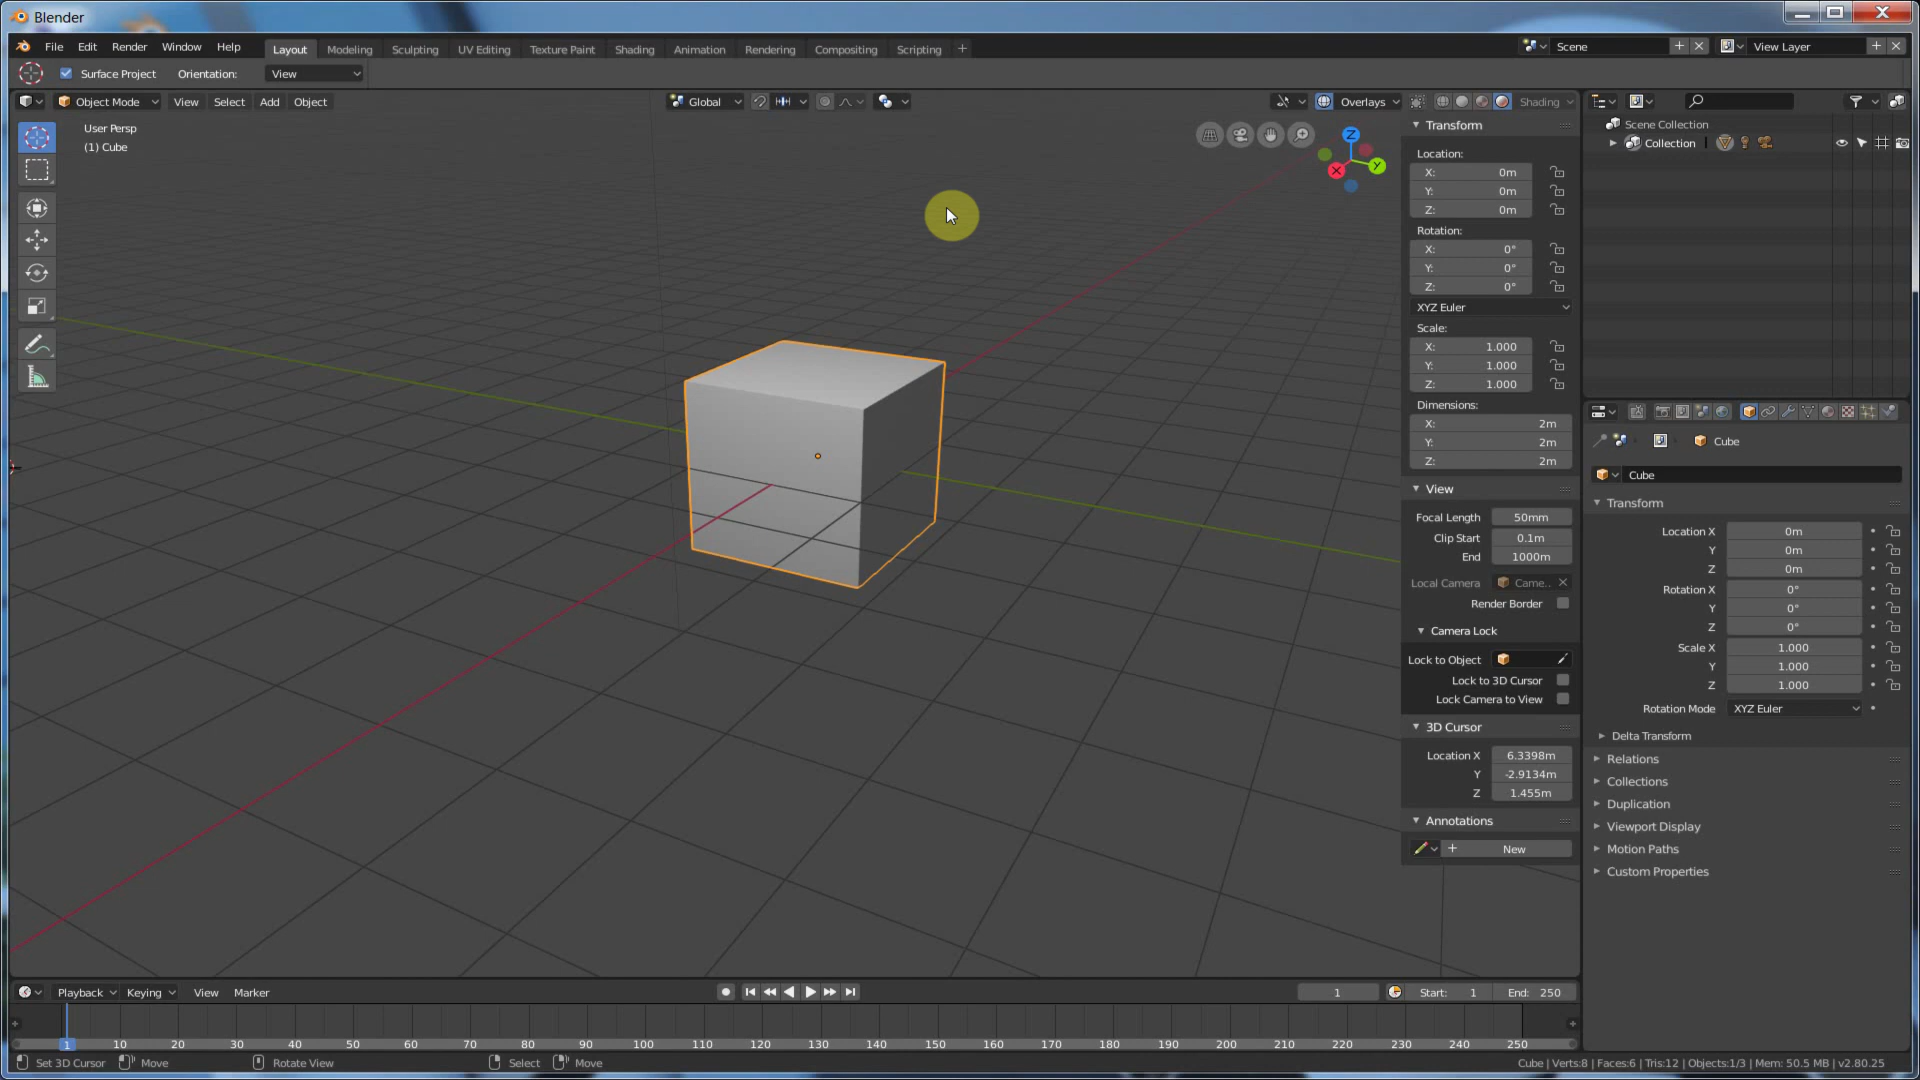 Blender
File Edit Render Window Help Layout Modeling Sculpting UV Editing Texture Paint Shading Animation Rendering Compositing Scripting + Scene View Layer
Surface Project Orientation: View
Object Mode View Select Add Object Global Overlays Shading
User Persp
(1) Cube
Z
Y
X
Transform
Location:
X: 0m
Y: 0m
Z: 0m
Rotation:
X: 0°
Y: 0°
Z: 0°
XYZ Euler
Scale:
X: 1.000
Y: 1.000
Z: 1.000
Dimensions:
X: 2m
Y: 2m
Z: 2m
View
Focal Length 50mm
Clip Start 0.1m
End 1000m
Local Camera Came..
Render Border
Camera Lock
Lock to Object
Lock to 3D Cursor
Lock Camera to View
3D Cursor
Location X 6.3398m
Y -2.9134m
Z 1.455m
Annotations
New
Scene Collection
Collection
Cube
Cube
Transform
Location X 0m
Y 0m
Z 0m
Rotation X 0°
Y 0°
Z 0°
Scale X 1.000
Y 1.000
Z 1.000
Rotation Mode XYZ Euler
Delta Transform
Relations
Collections
Duplication
Viewport Display
Motion Paths
Custom Properties
Playback Keying View Marker 1 Start: 1 End: 250
1 10 20 30 40 50 60 70 80 90 100 110 120 130 140 150 160 170 180 190 200 210 220 230 240 250
Set 3D Cursor Move Rotate View Select Move Cube | Verts:8 | Faces:6 | Tris:12 | Objects:1/3 | Mem: 50.5 MB | v2.80.25